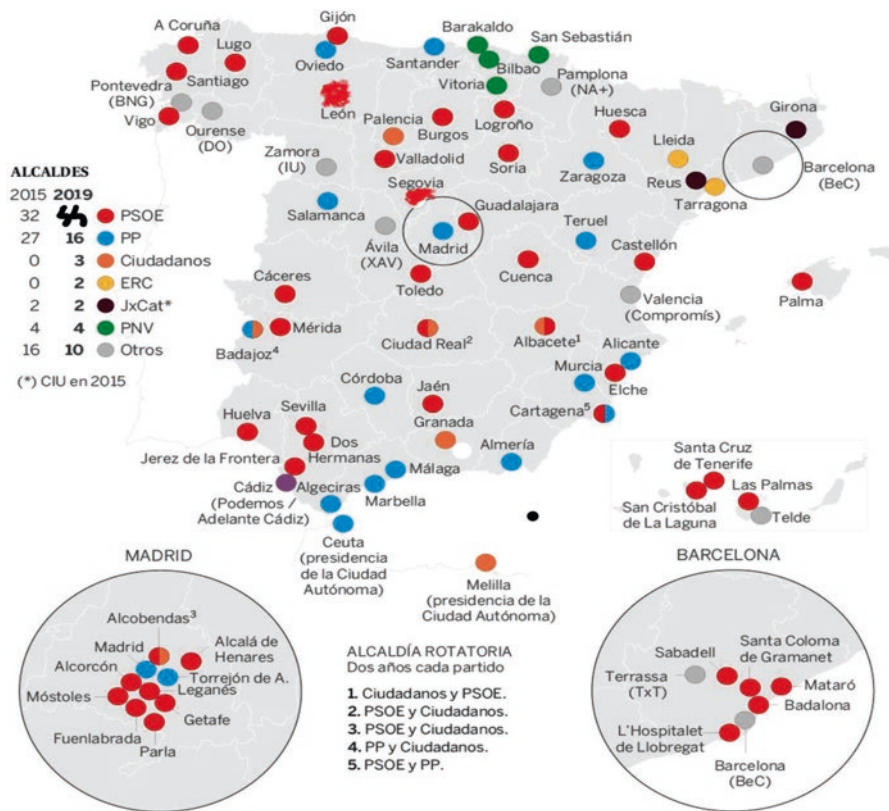 Gijón
A Coruña
Lugo
Oviedo
Santander
Barakaldo
San Sebastián
Bilbao
Vitoria
Pamplona
(NA+)
Pontevedra
(BNG)
Santiago
Vigo
Ourense
(DO)
León
Palencia
Burgos
Logroño
Huesca
Girona
Lleida
Barcelona
(BeC)
Zamora
(IU)
Valladolid
Soria
Zaragoza
Reus
Tarragona
Segovia
Salamanca
Guadalajara
Ávila
(XAV)
Madrid
Teruel
Castellón
Cuenca
Toledo
Palma
Valencia
(Compromís)
Cáceres
Mérida
Badajoz⁴
Ciudad Real²
Albacete¹
Alicante
Murcia
Elche
Córdoba
Jaén
Cartagena⁵
Huelva
Sevilla
Granada
Dos
Hermanas
Jerez de la Frontera
Málaga
Almería
Cádiz
(Podemos /
Adelante Cádiz)
Algeciras
Marbella
Ceuta
(presidencia
de la Ciudad
Autónoma)
Melilla
(presidencia de la
Ciudad Autónoma)
Santa Cruz
de Tenerife
Las Palmas
San Cristóbal
de La Laguna
Telde
ALCALDES
2015 2019
32 PSOE
27 16 PP
0 3 Ciudadanos
0 2 ERC
2 2 JxCat*
4 4 PNV
16 10 Otros
(*) CIU en 2015
MADRID
Alcobendas³
Madrid
Alcalá de
Henares
Alcorcón
Torrejón de A.
Leganés
Móstoles
Getafe
Fuenlabrada
Parla
ALCALDÍA ROTATORIA
Dos años cada partido
1. Ciudadanos y PSOE.
2. PSOE y Ciudadanos.
3. PSOE y Ciudadanos.
4. PP y Ciudadanos.
5. PSOE y PP.
BARCELONA
Sabadell
Santa Coloma
de Gramanet
Terrassa
(TxT)
Mataró
Badalona
L'Hospitalet
de Llobregat
Barcelona
(BeC)